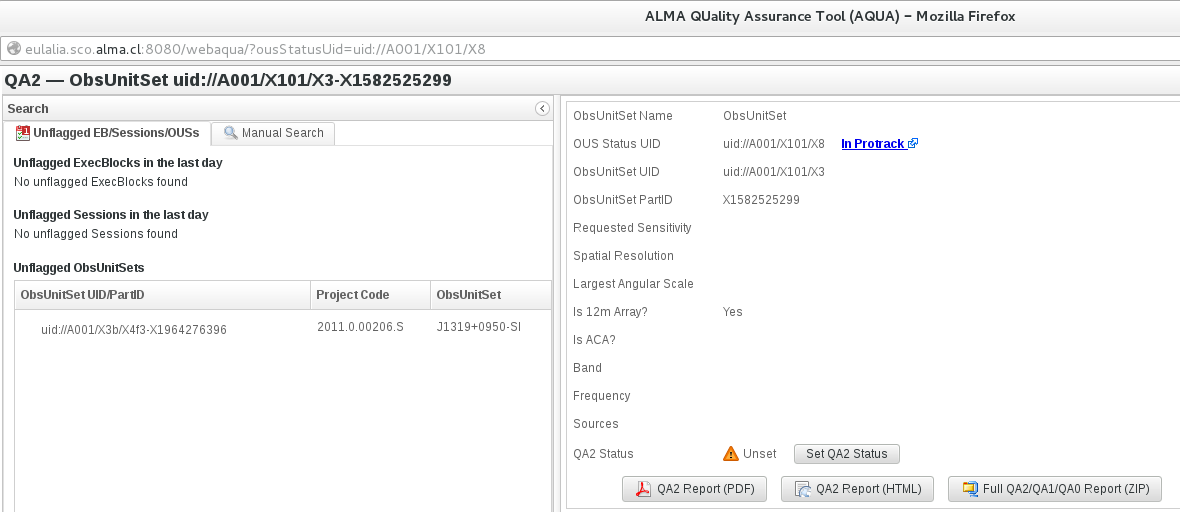 ALMA QUality Assurance Tool (AQUA) – Mozilla Firefox
eulalia.sco.alma.cl:8080/webaqua/?ousStatusUid=uid://A001/X101/X8
QA2 — ObsUnitSet uid://A001/X101/X3-X1582525299
Search
Unflagged EB/Sessions/OUSs Manual Search
Unflagged ExecBlocks in the last day
No unflagged ExecBlocks found
Unflagged Sessions in the last day
No unflagged Sessions found
Unflagged ObsUnitSets
ObsUnitSet UID/PartID Project Code ObsUnitSet
uid://A001/X3b/X4f3-X1964276396 2011.0.00206.S J1319+0950-SI
ObsUnitSet Name ObsUnitSet
OUS Status UID uid://A001/X101/X8 In Protrack
ObsUnitSet UID uid://A001/X101/X3
ObsUnitSet PartID X1582525299
Requested Sensitivity
Spatial Resolution
Largest Angular Scale
Is 12m Array? Yes
Is ACA?
Band
Frequency
Sources
QA2 Status Unset Set QA2 Status
QA2 Report (PDF) QA2 Report (HTML) Full QA2/QA1/QA0 Report (ZIP)